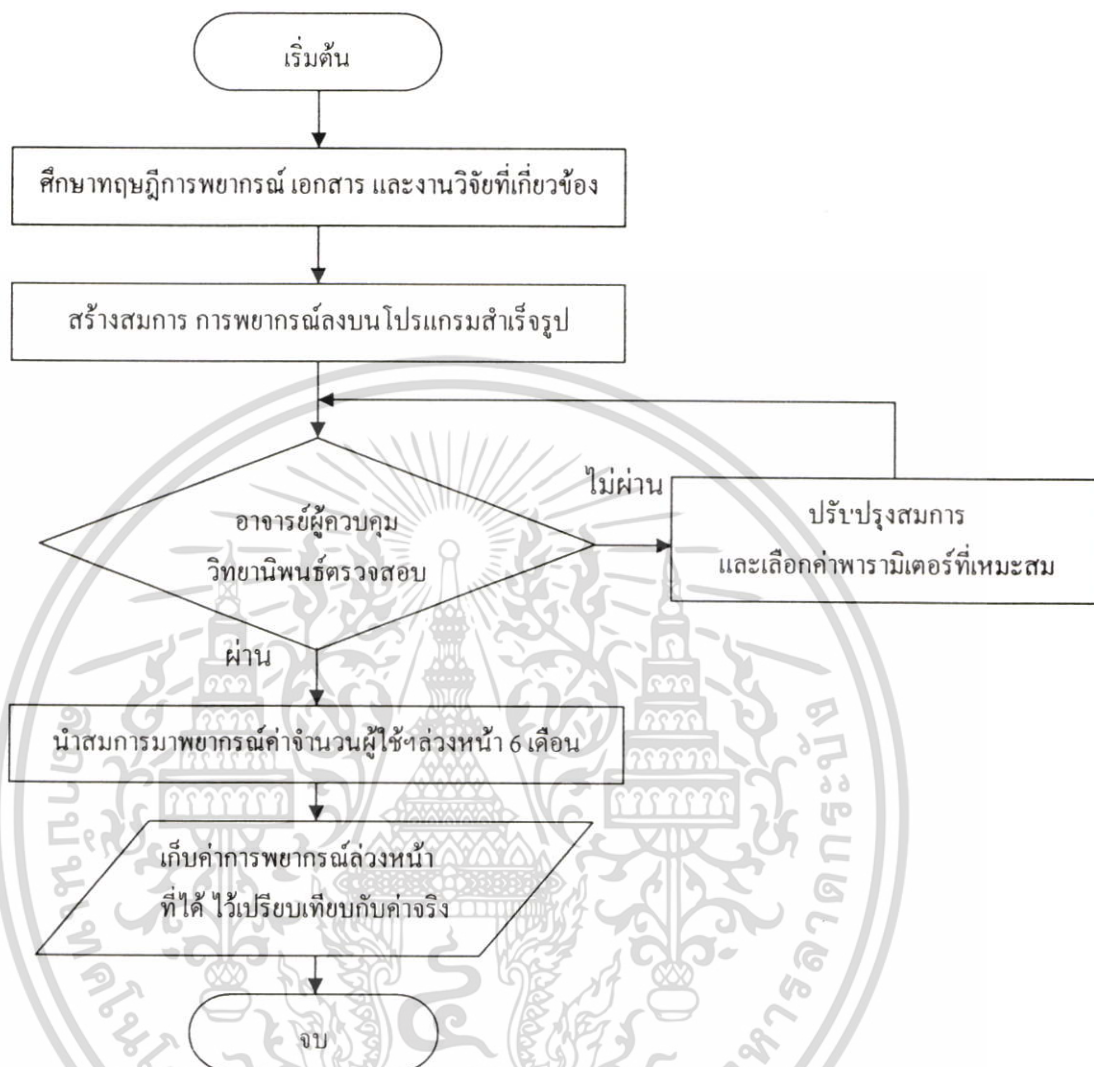 เริ่มต้น
ศึกษาทฤษฎีการพยากรณ์ เอกสาร และงานวิจัยที่เกี่ยวข้อง
สร้างสมการ การพยากรณ์ลงบนโปรแกรมสำเร็จรูป
อาจารย์ผู้ควบคุม
วิทยานิพนธ์ตรวจสอบ
ไม่ผ่าน
ปรับปรุงสมการ
และเลือกค่าพารามิเตอร์ที่เหมะสม
ผ่าน
นำสมการมาพยากรณ์ค่าจำนวนผู้ใช้ฯล่วงหน้า 6 เดือน
เก็บค่าการพยากรณ์ล่วงหน้า
ที่ได้ ไว้เปรียบเทียบกับค่าจริง
จบ